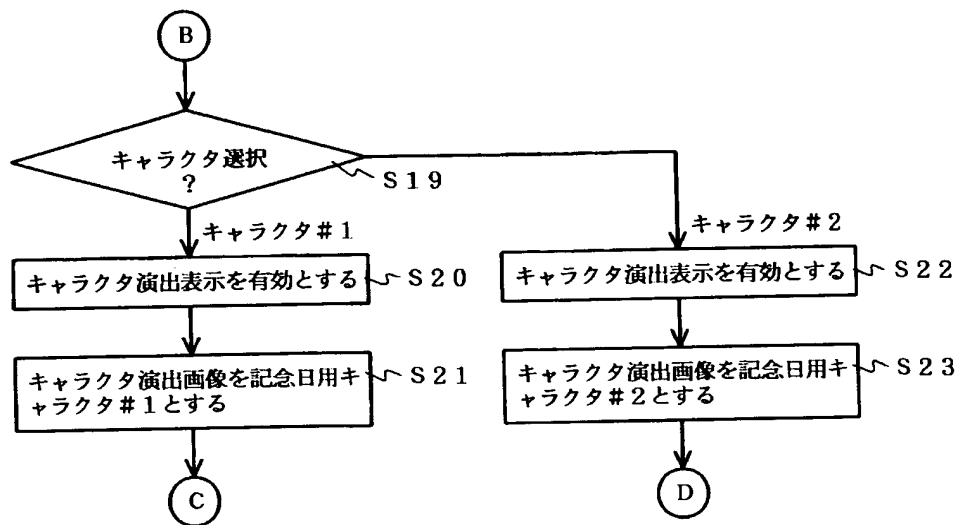 B
キャラクタ選択
?
S19
キャラクタ#1
キャラクタ#2
キャラクタ演出表示を有効とする
S20
キャラクタ演出表示を有効とする
S22
キャラクタ演出画像を記念日用キ
ャラクタ#1とする
S21
キャラクタ演出画像を記念日用キ
ャラクタ#2とする
S23
C
D